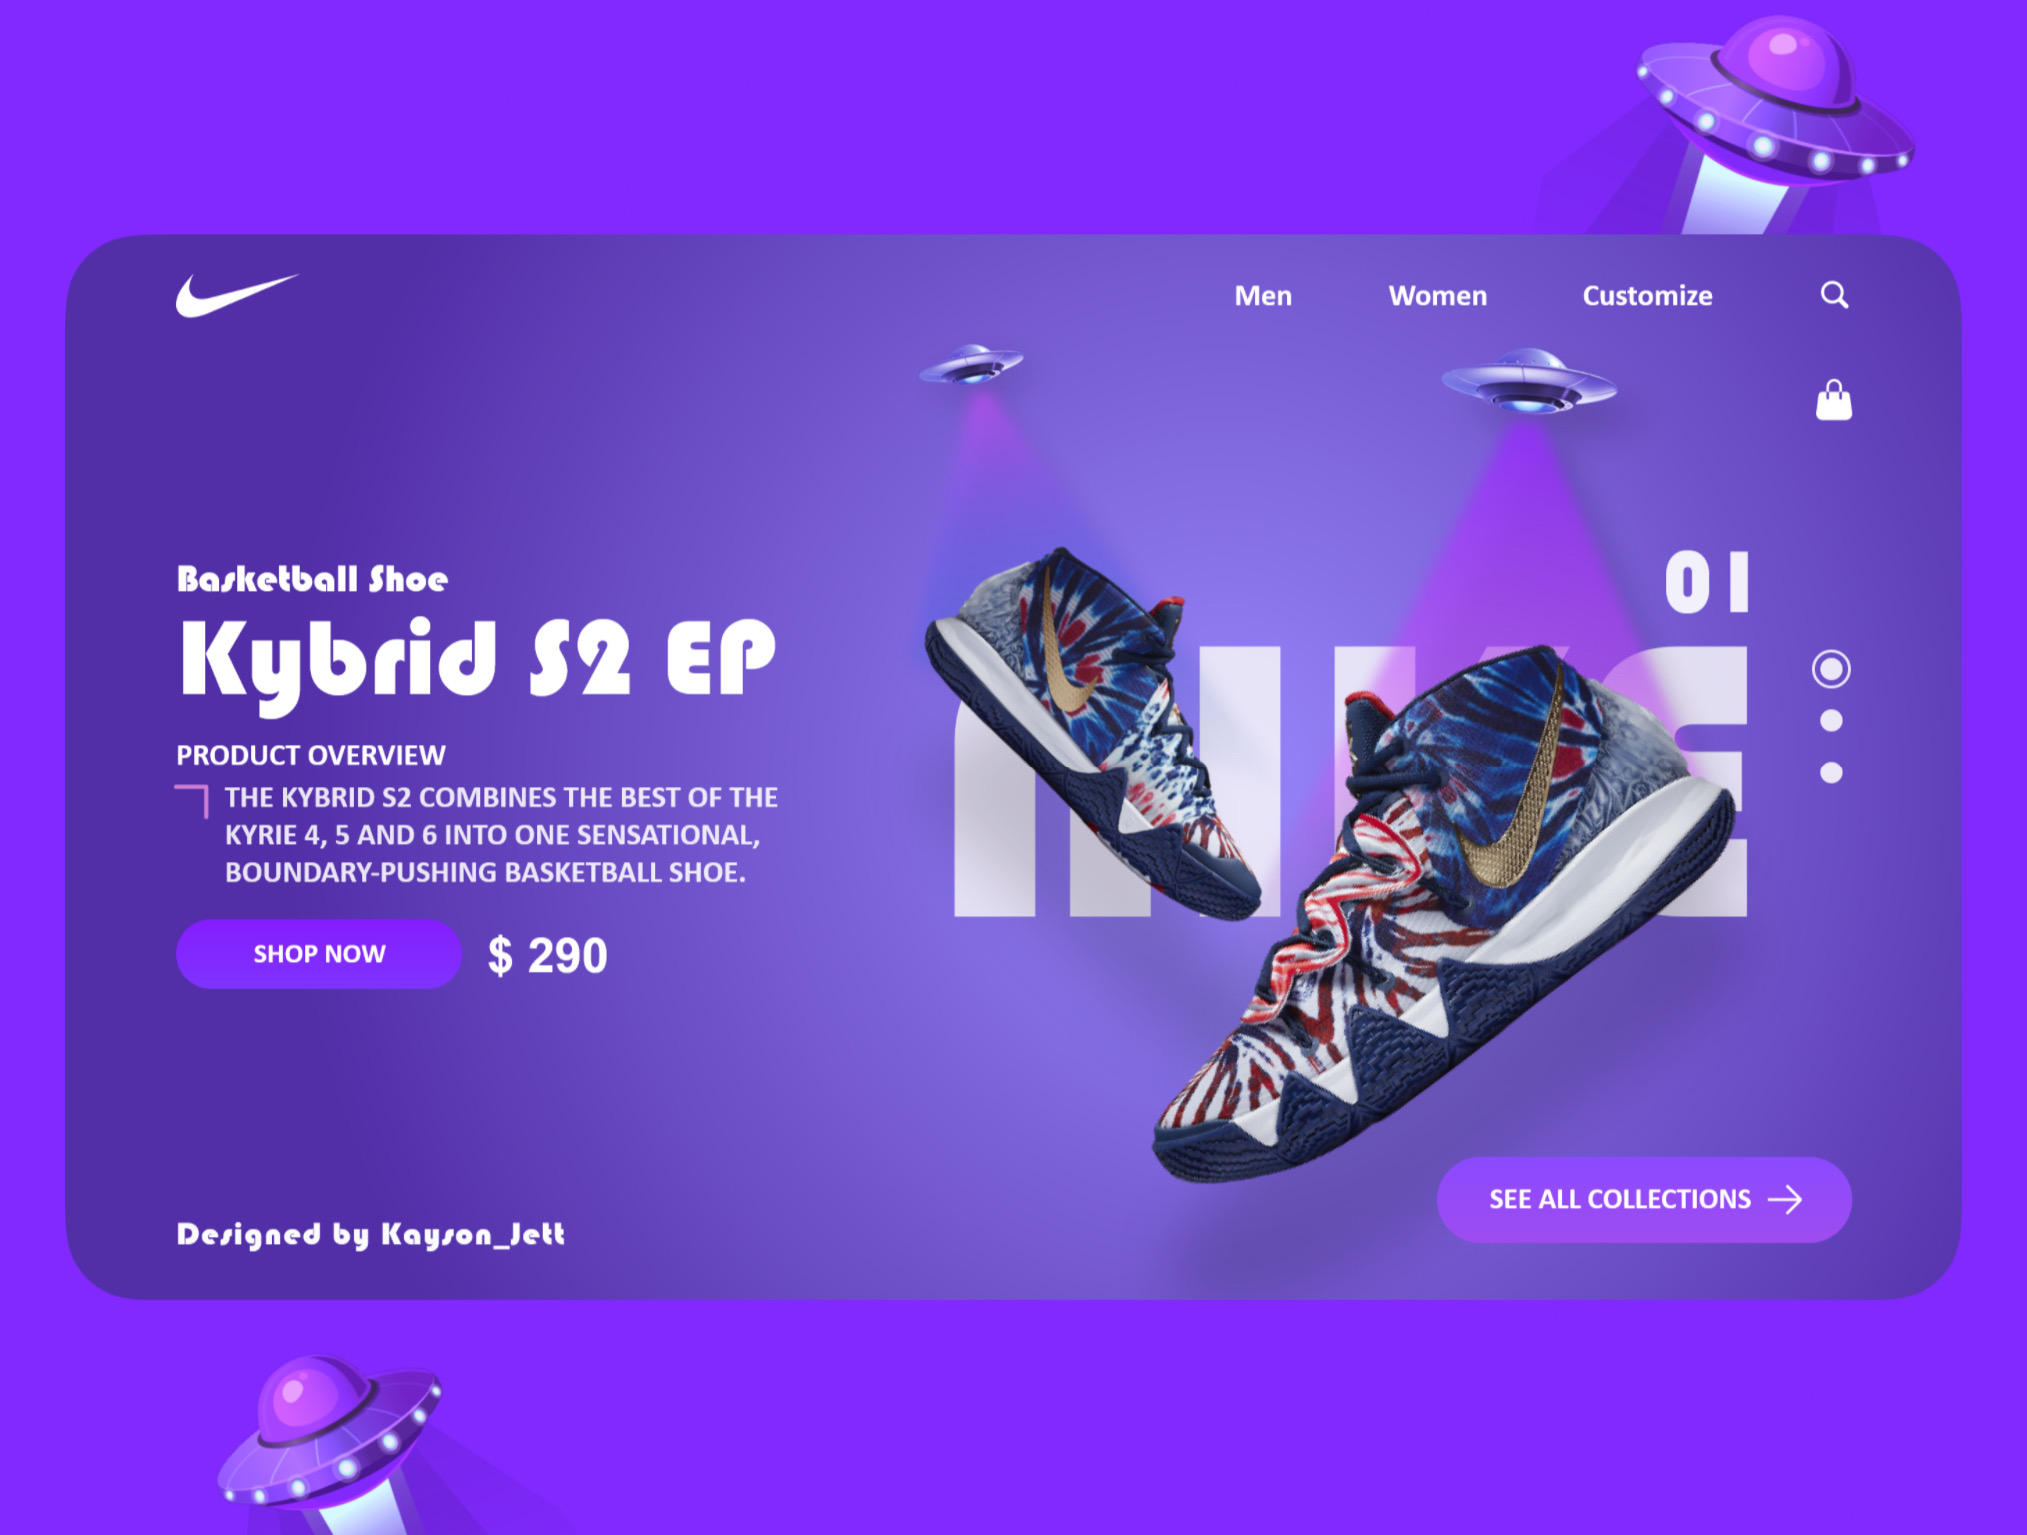 Men Women Customize
01
NIKE
Basketball Shoe
Kybrid S2 EP
PRODUCT OVERVIEW
THE KYBRID S2 COMBINES THE BEST OF THE
KYRIE 4, 5 AND 6 INTO ONE SENSATIONAL,
BOUNDARY-PUSHING BASKETBALL SHOE.
SHOP NOW $ 290
SEE ALL COLLECTIONS
Designed by Kayson_Jett